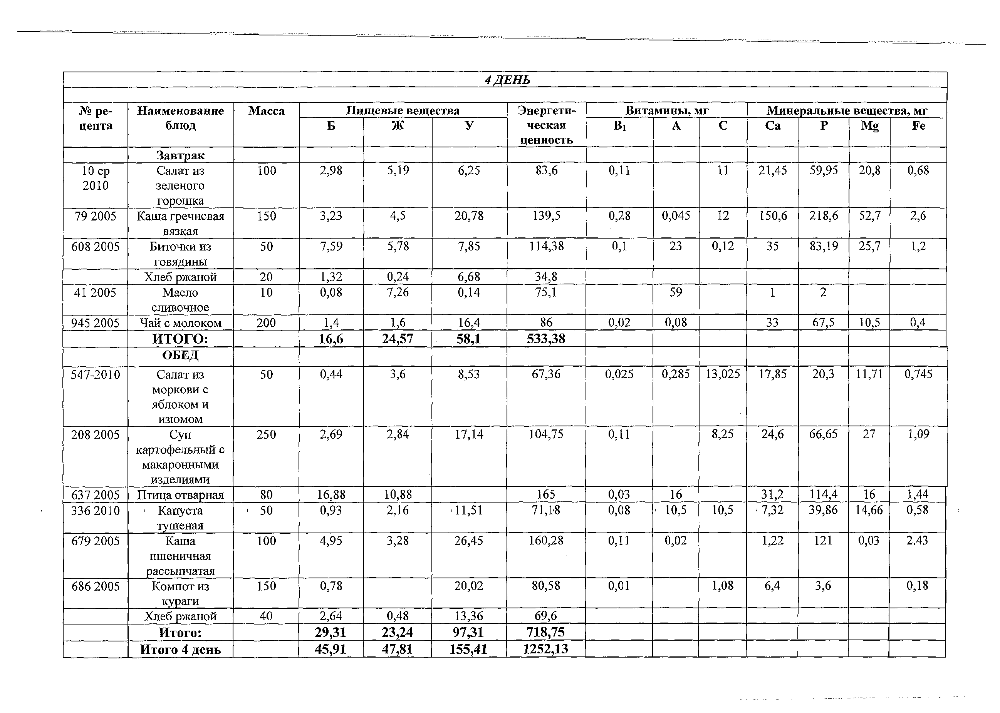 4 ДЕНЬ
№ ре- Наименование Масса Пищевые вещества Энергети- Витамины, мг Минеральные вещества, мг
цепта блюд Б Ж У ческая B1 A C Ca P Mg Fe
ценность
Завтрак
10 ср Салат из 100 2,98 5,19 6,25 83,6 0,11 11 21,45 59,95 20,8 0,68
2010 зеленого
горошка
79 2005 Каша гречневая 150 3,23 4,5 20,78 139,5 0,28 0,045 12 150,6 218,6 52,7 2,6
вязкая
608 2005 Биточки из 50 7,59 5,78 7,85 114,38 0,1 23 0,12 35 83,19 25,7 1,2
говядины
Хлеб ржаной 20 1,32 0,24 6,68 34,8
41 2005 Масло 10 0,08 7,26 0,14 75,1 59 1 2
сливочное
945 2005 Чай с молоком 200 1,4 1,6 16,4 86 0,02 0,08 33 67,5 10,5 0,4
ИТОГО: 16,6 24,57 58,1 533,38
ОБЕД
547-2010 Салат из 50 0,44 3,6 8,53 67,36 0,025 0,285 13,025 17,85 20,3 11,71 0,745
моркови с
яблоком и
изюмом
208 2005 Суп 250 2,69 2,84 17,14 104,75 0,11 8,25 24,6 66,65 27 1,09
картофельный с
макаронными
изделиями
637 2005 Птица отварная 80 16,88 10,88 165 0,03 16 31,2 114,4 16 1,44
336 2010 Капуста 50 0,93 2,16 11,51 71,18 0,08 10,5 10,5 7,32 39,86 14,66 0,58
тушеная
679 2005 Каша 100 4,95 3,28 26,45 160,28 0,11 0,02 1,22 121 0,03 2.43
пшеничная
рассыпчатая
686 2005 Компот из 150 0,78 20,02 80,58 0,01 1,08 6,4 3,6 0,18
кураги
Хлеб ржаной 40 2,64 0,48 13,36 69,6
Итого: 29,31 23,24 97,31 718,75
Итого 4 день 45,91 47,81 155,41 1252,13